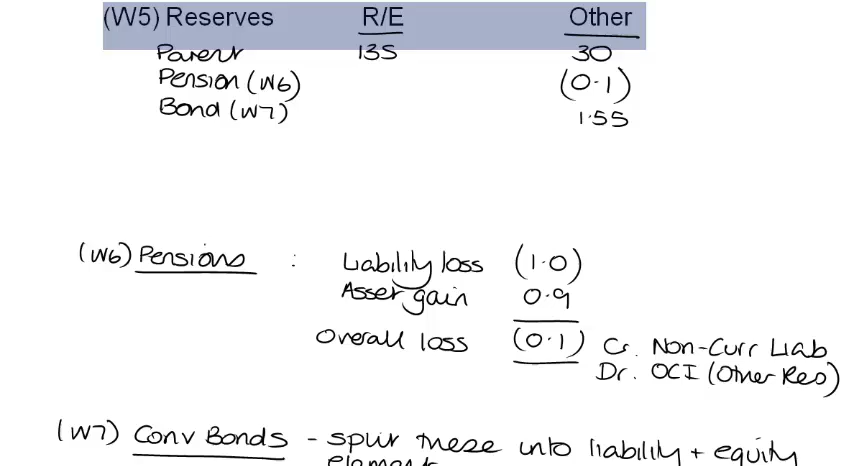 (W5) Reserves R/E Other
Parent 135 30
Pension (W6) (0.1)
Bond (W7) 1.55
(W6) Pensions : Liability loss (1.0)
Asset gain 0.9
Overall loss (0.1) Cr. Non-Curr Liab
Dr. OCI (Other Res)
(W7) Conv Bonds - split these into liability + equity
element